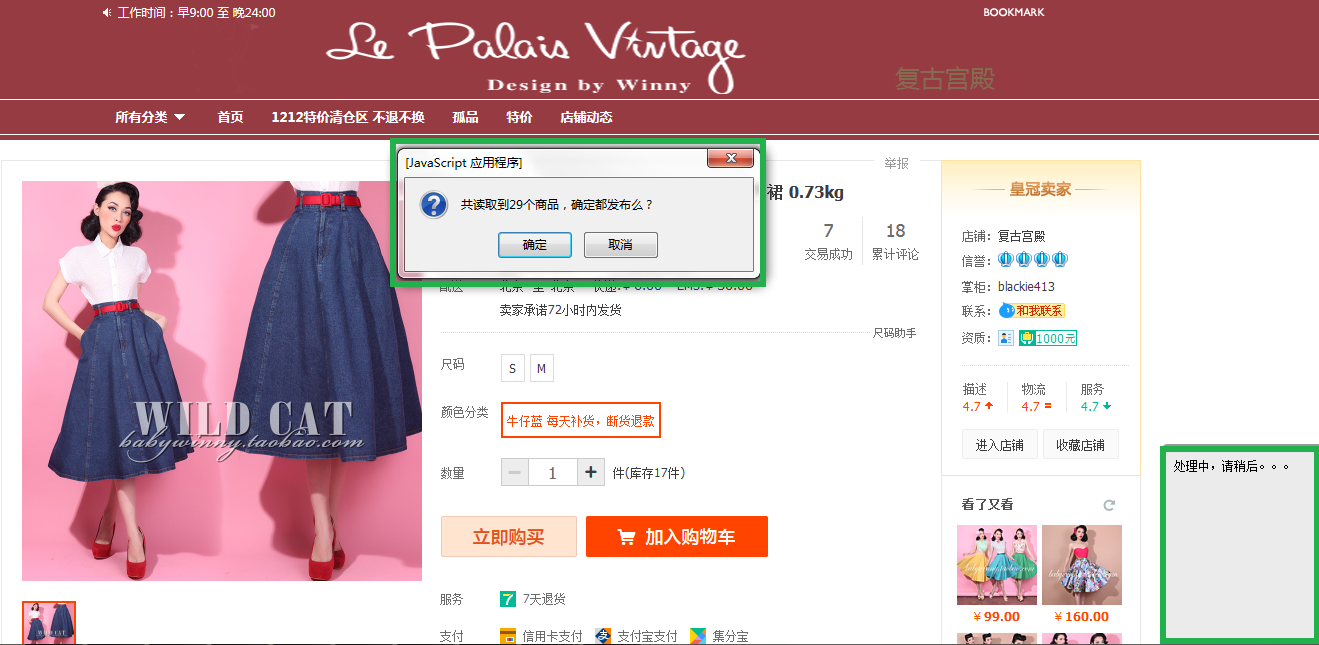 工作时间：早9:00 至 晚24:00
BOOKMARK
Le Palais Vintage
Design by Winny
复古宫殿
所有分类 首页 1212特价清仓区 不退不换 孤品 特价 店铺动态
[JavaScript 应用程序]
共读取到29个商品，确定都发布么？
确定 取消
举报
裙 0.73kg
7 18
交易成功 累计评论
卖家承诺72小时内发货
尺码助手
尺码 S M
颜色分类 牛仔蓝 每天补货，断货退款
数量 1 件(库存17件)
立即购买 加入购物车
服务 7天退货
支付 信用卡支付 支付宝支付 集分宝
WILD CAT
babywinny.taobao.com
皇冠卖家
店铺：复古宫殿
信誉：
掌柜：blackie413
联系：和我联系
资质：1000元
描述 物流 服务
4.7 4.7 = 4.7
进入店铺 收藏店铺
看了又看
¥99.00 ¥160.00
处理中，请稍后。。。